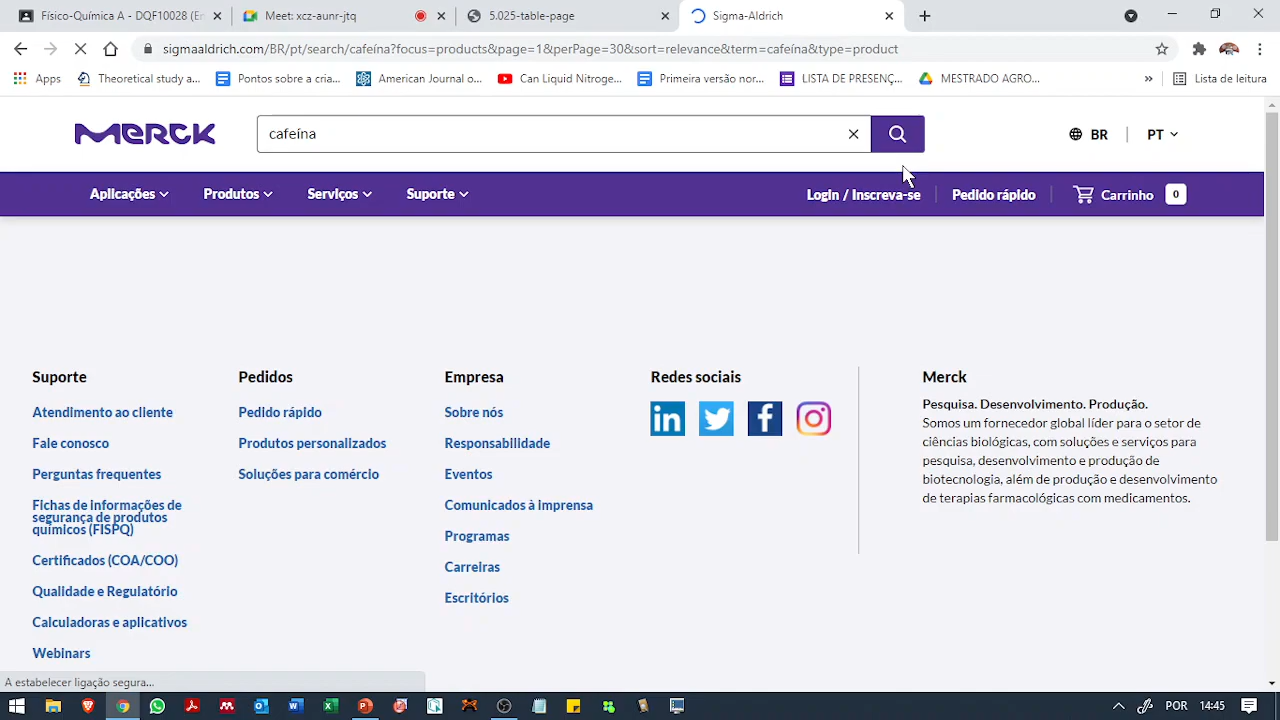 Físico-Química - DQF10028 (Er
Meet: xcz-aunr-jtq
5.025-table-page
Sigma-Aldrich
sigmaaldrich.com/BR/pt/search/cafeína?focus=products&page=1&perPage=30&sort=relevance&term=cafeína&type=product
Apps
Theoretical study a...
Pontos sobre a cria...
American Journal o...
Can Liquid Nitroge...
Primeira versão nor...
LISTA DE PRESENÇ...
MESTRADO AGRO...
»
Lista de leitura
MERCK
cafeína
BR
PT
Aplicações
Produtos
Serviços
Suporte
Login / Inscreva-se
Pedido rápido
Carrinho
0
Suporte
Atendimento ao cliente
Fale conosco
Perguntas frequentes
Fichas de informações de
segurança de produtos
químicos (FISPQ)
Certificados (COA/COO)
Qualidade e Regulatório
Calculadoras e aplicativos
Webinars
Pedidos
Pedido rápido
Produtos personalizados
Soluções para comércio
Empresa
Sobre nós
Responsabilidade
Eventos
Comunicados à imprensa
Programas
Carreiras
Escritórios
Redes sociais
Merck
Pesquisa. Desenvolvimento. Produção.
Somos um fornecedor global líder para o setor de
ciências biológicas, com soluções e serviços para
pesquisa, desenvolvimento e produção de
biotecnologia, além de produção e desenvolvimento
de terapias farmacológicas com medicamentos.
A estabelecer ligação segura...
POR
14:45